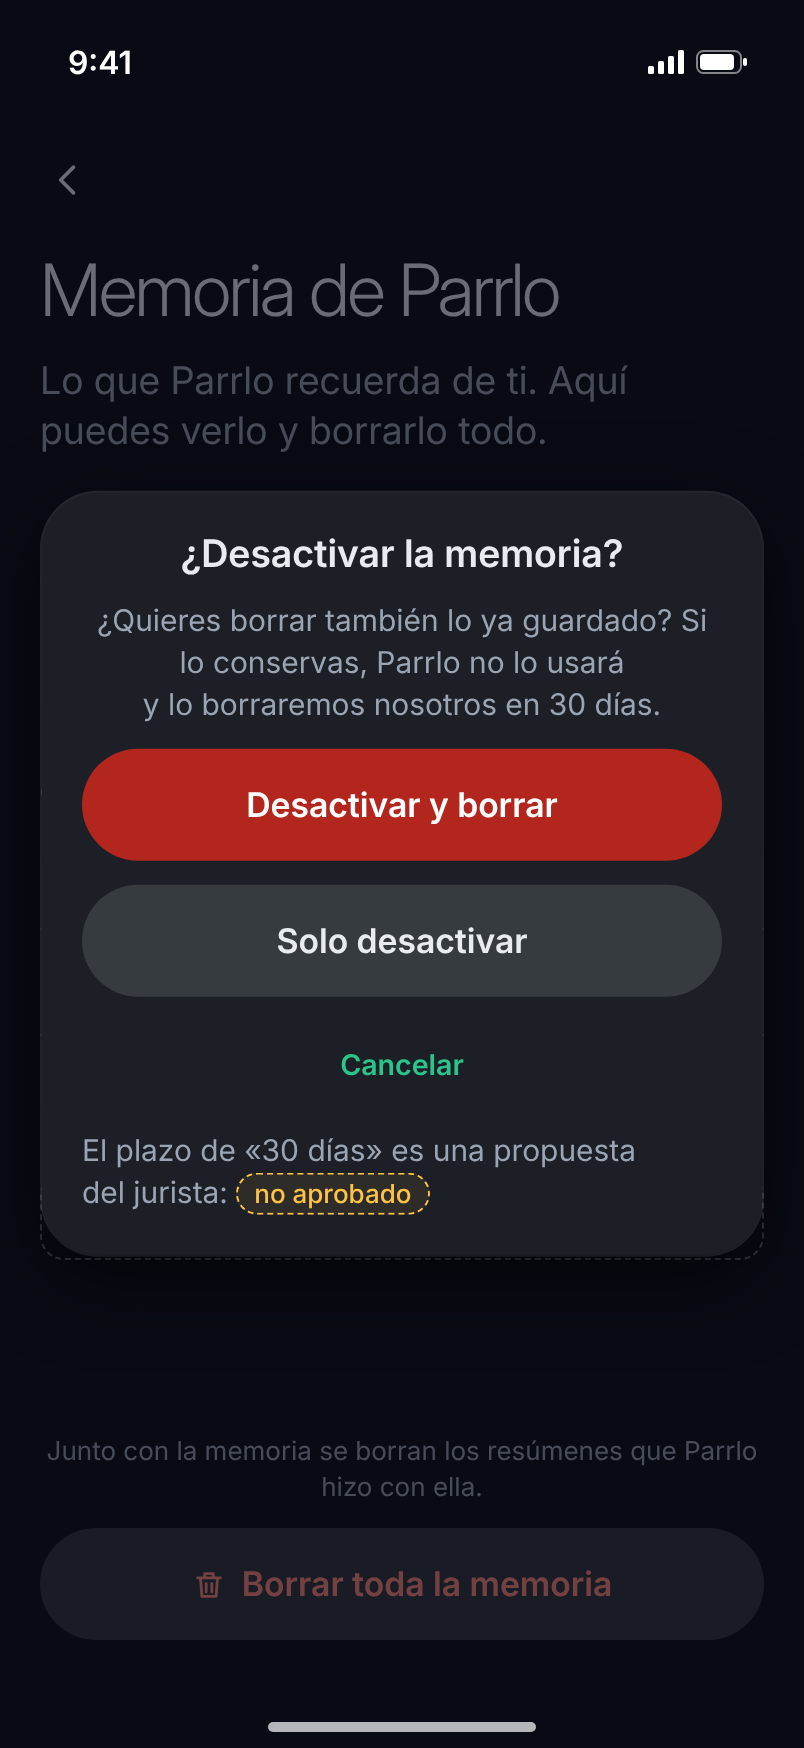 9:41
Memoria de Parrlo
Lo que Parrlo recuerda de ti. Aquí
puedes verlo y borrarlo todo.
¿Desactivar la memoria?
¿Quieres borrar también lo ya guardado? Si
lo conservas, Parrlo no lo usará
y lo borraremos nosotros en 30 días.
Desactivar y borrar
Solo desactivar
Cancelar
El plazo de «30 días» es una propuesta
del jurista: no aprobado
Junto con la memoria se borran los resúmenes que Parrlo
hizo con ella.
Borrar toda la memoria